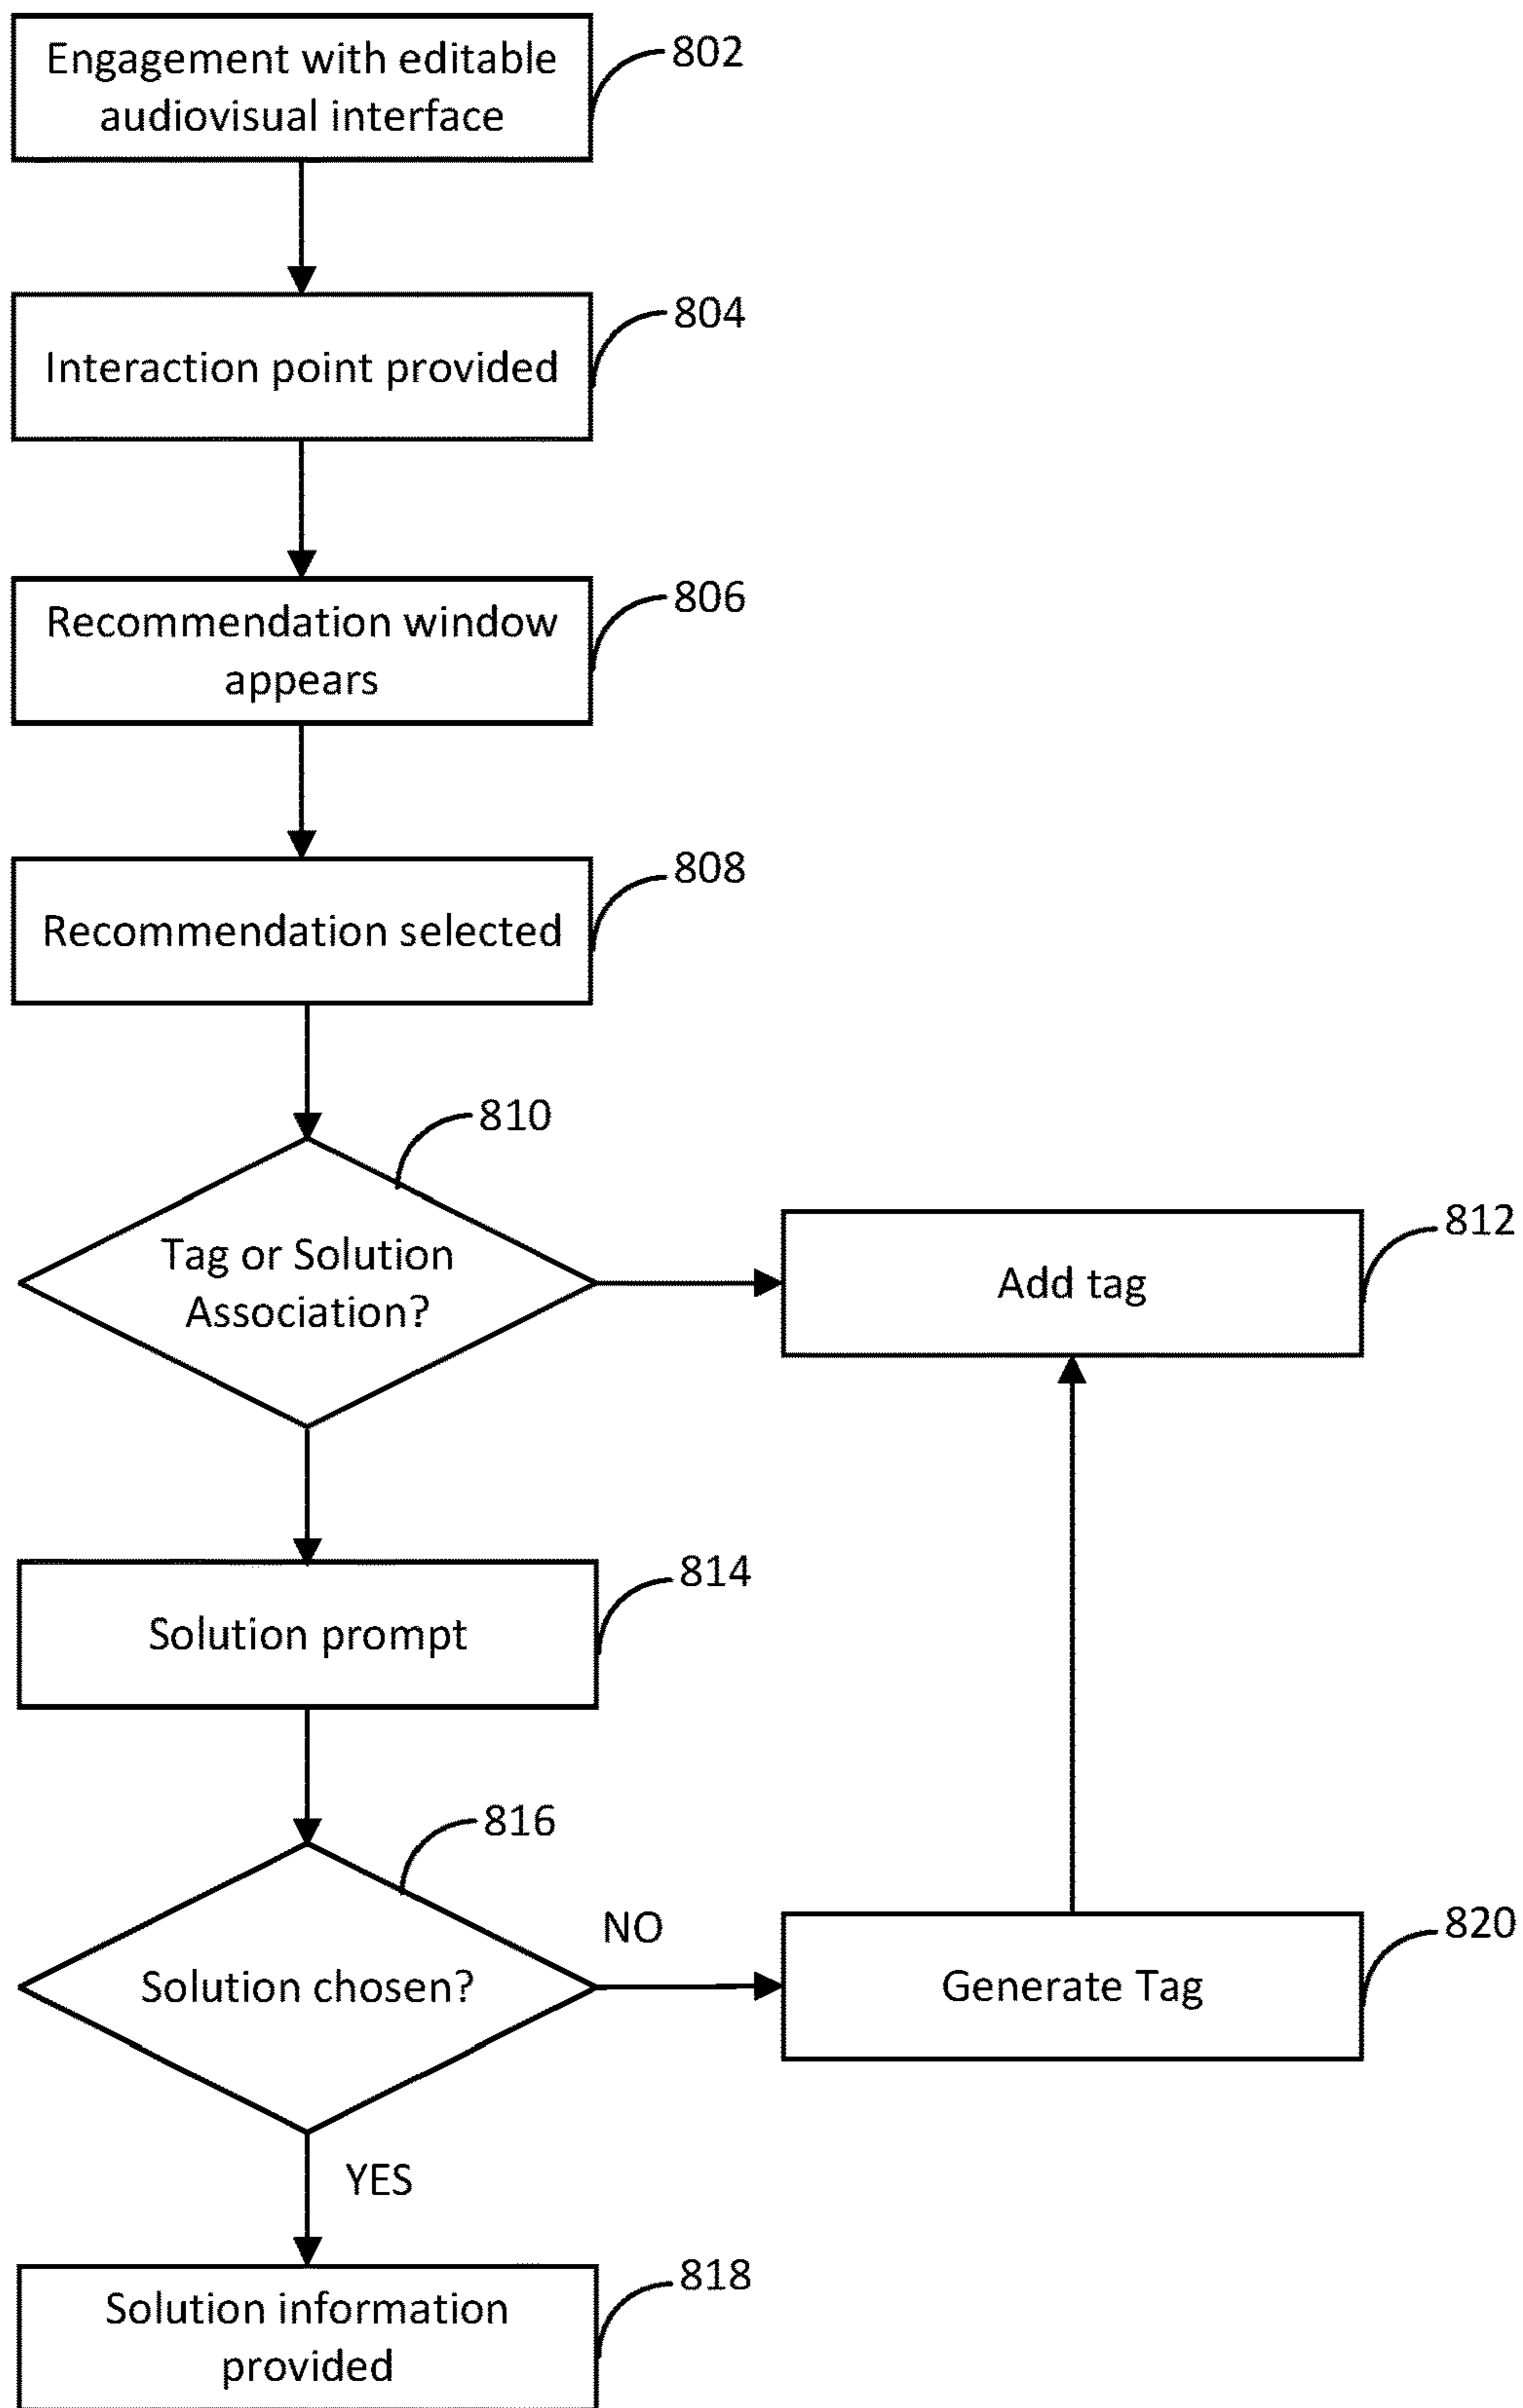 Engagement with editable
audiovisual interface
802
Interaction point provided
804
Recommendation window
appears
806
Recommendation selected
808
810
Tag or Solution
Association?
Add tag
812
Solution prompt
814
816
Solution chosen?
NO
Generate Tag
820
YES
Solution information
provided
818